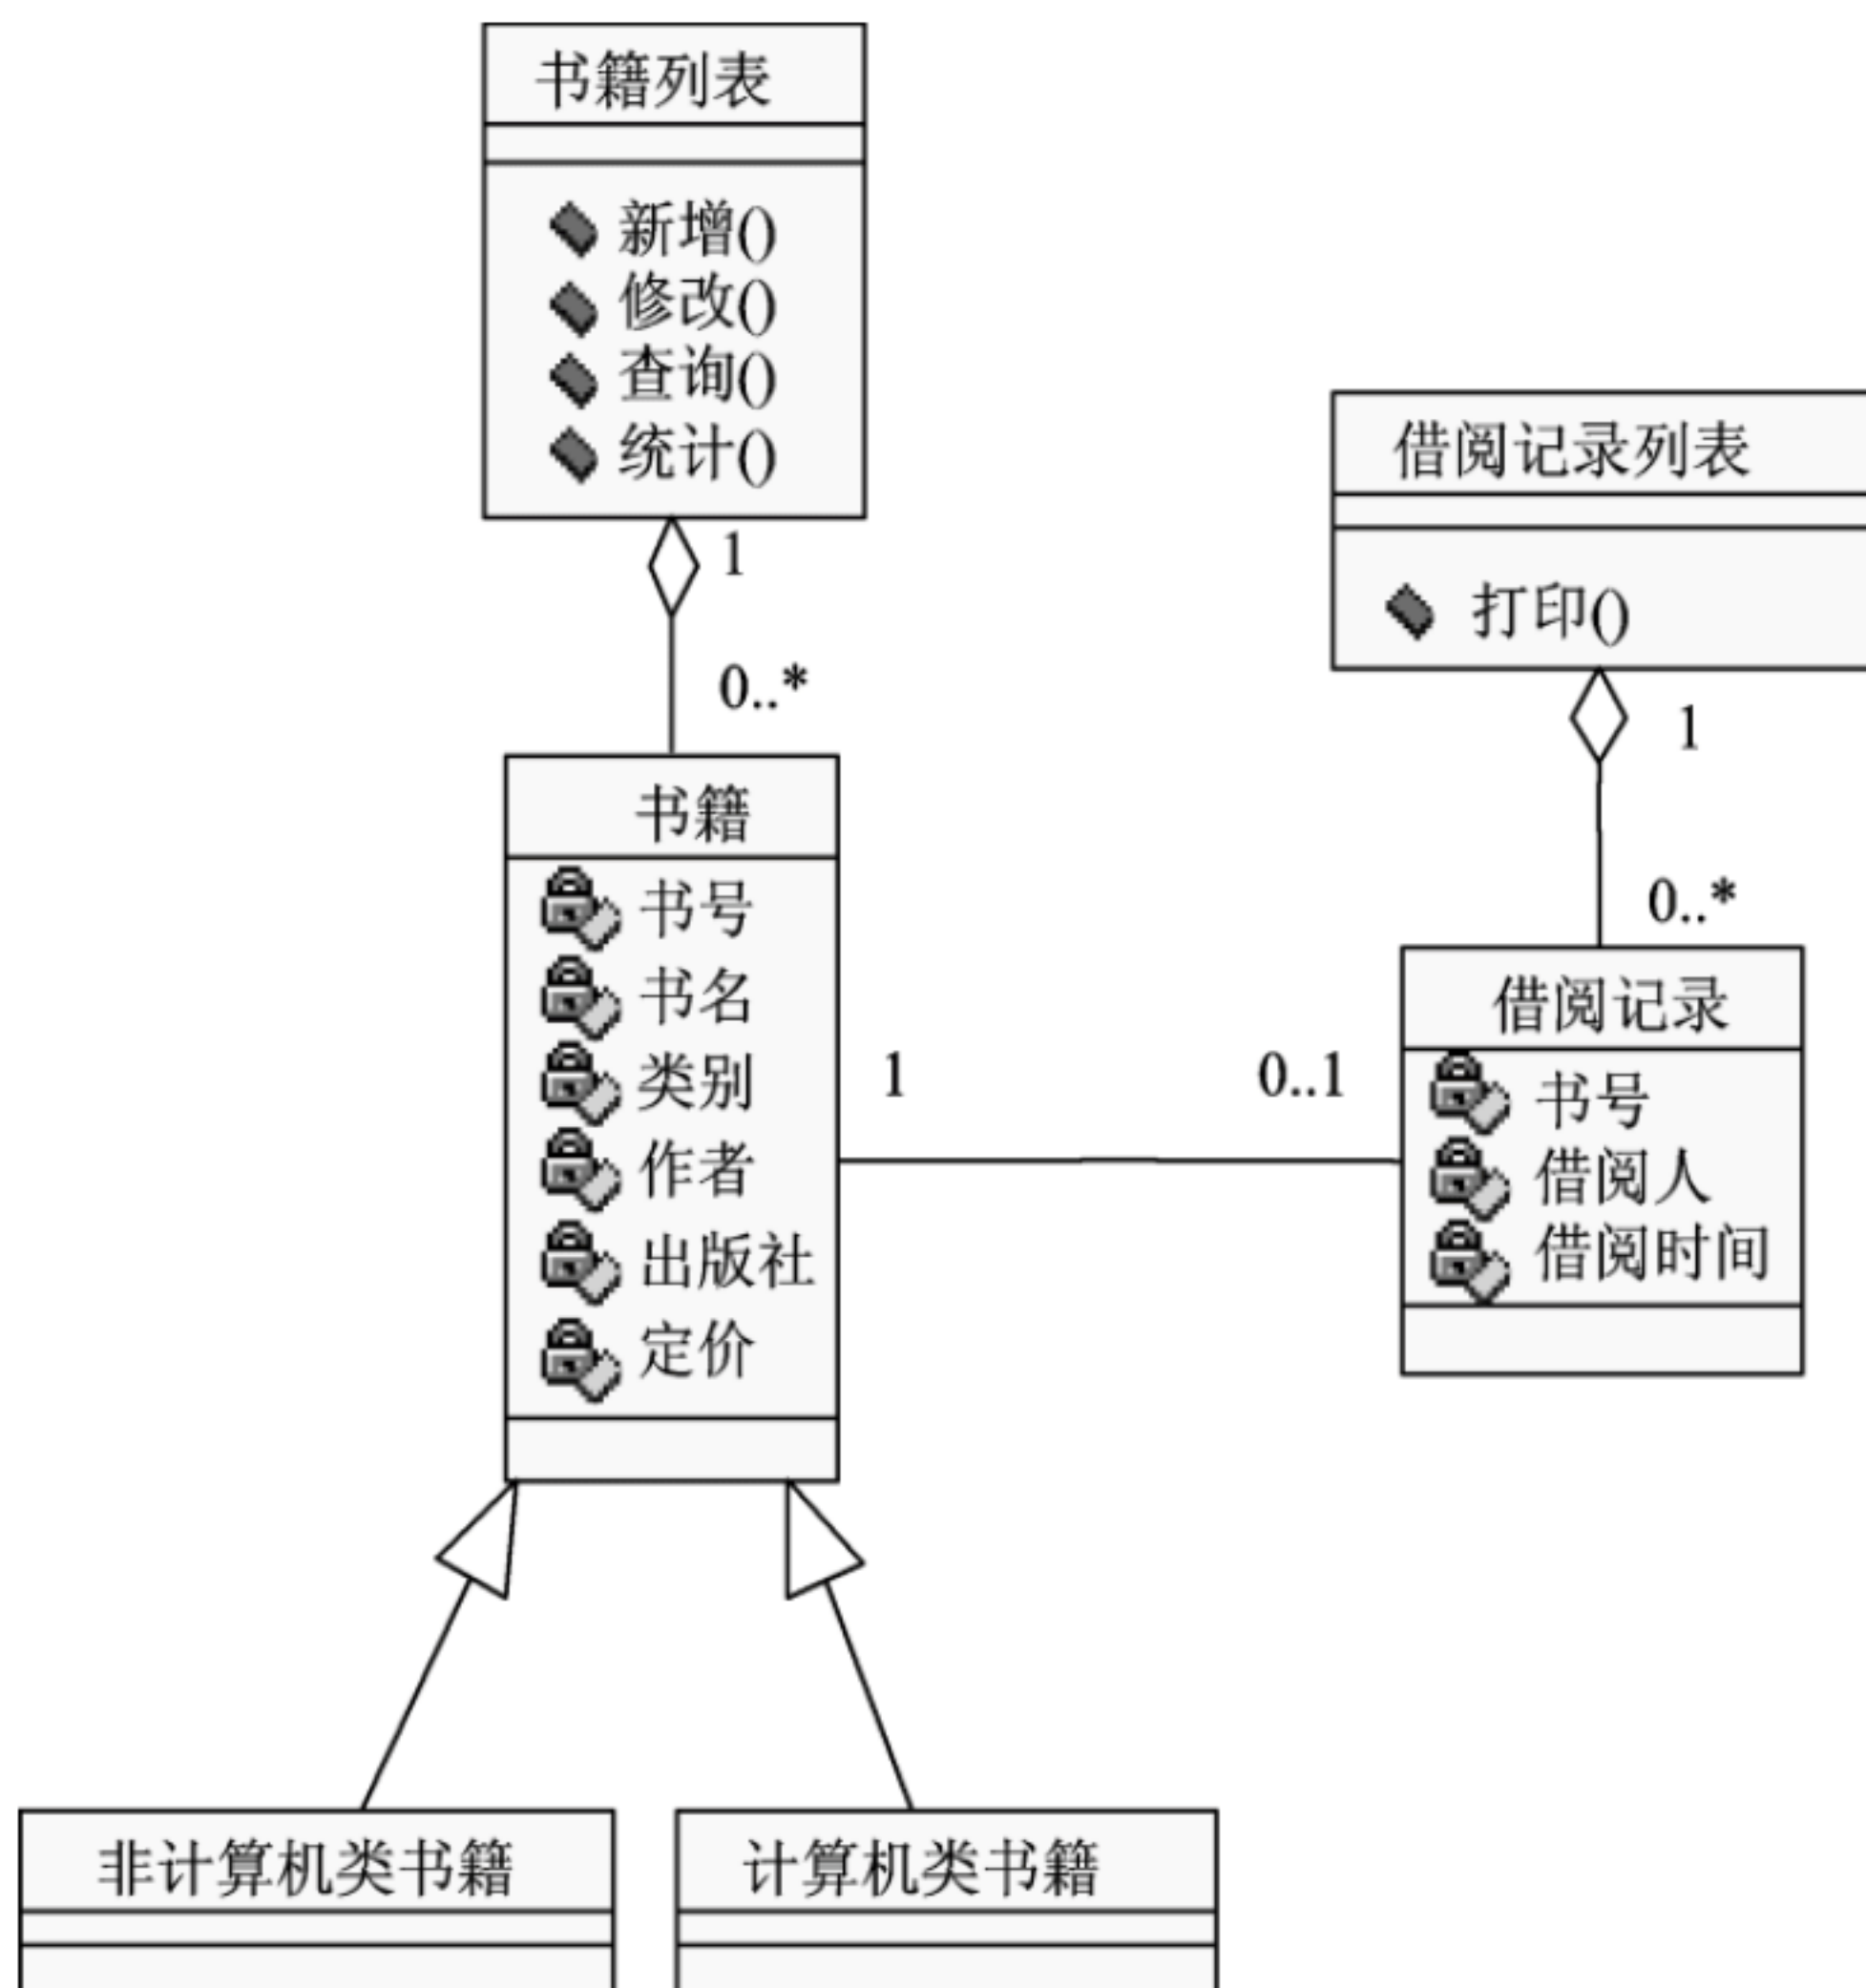 书籍列表
新增()
修改()
查询()
统计()
1
0..*
借阅记录列表
打印()
1
0..*
书籍
书号
书名
类别
作者
出版社
定价
1
0..1
借阅记录
书号
借阅人
借阅时间
非计算机类书籍
计算机类书籍